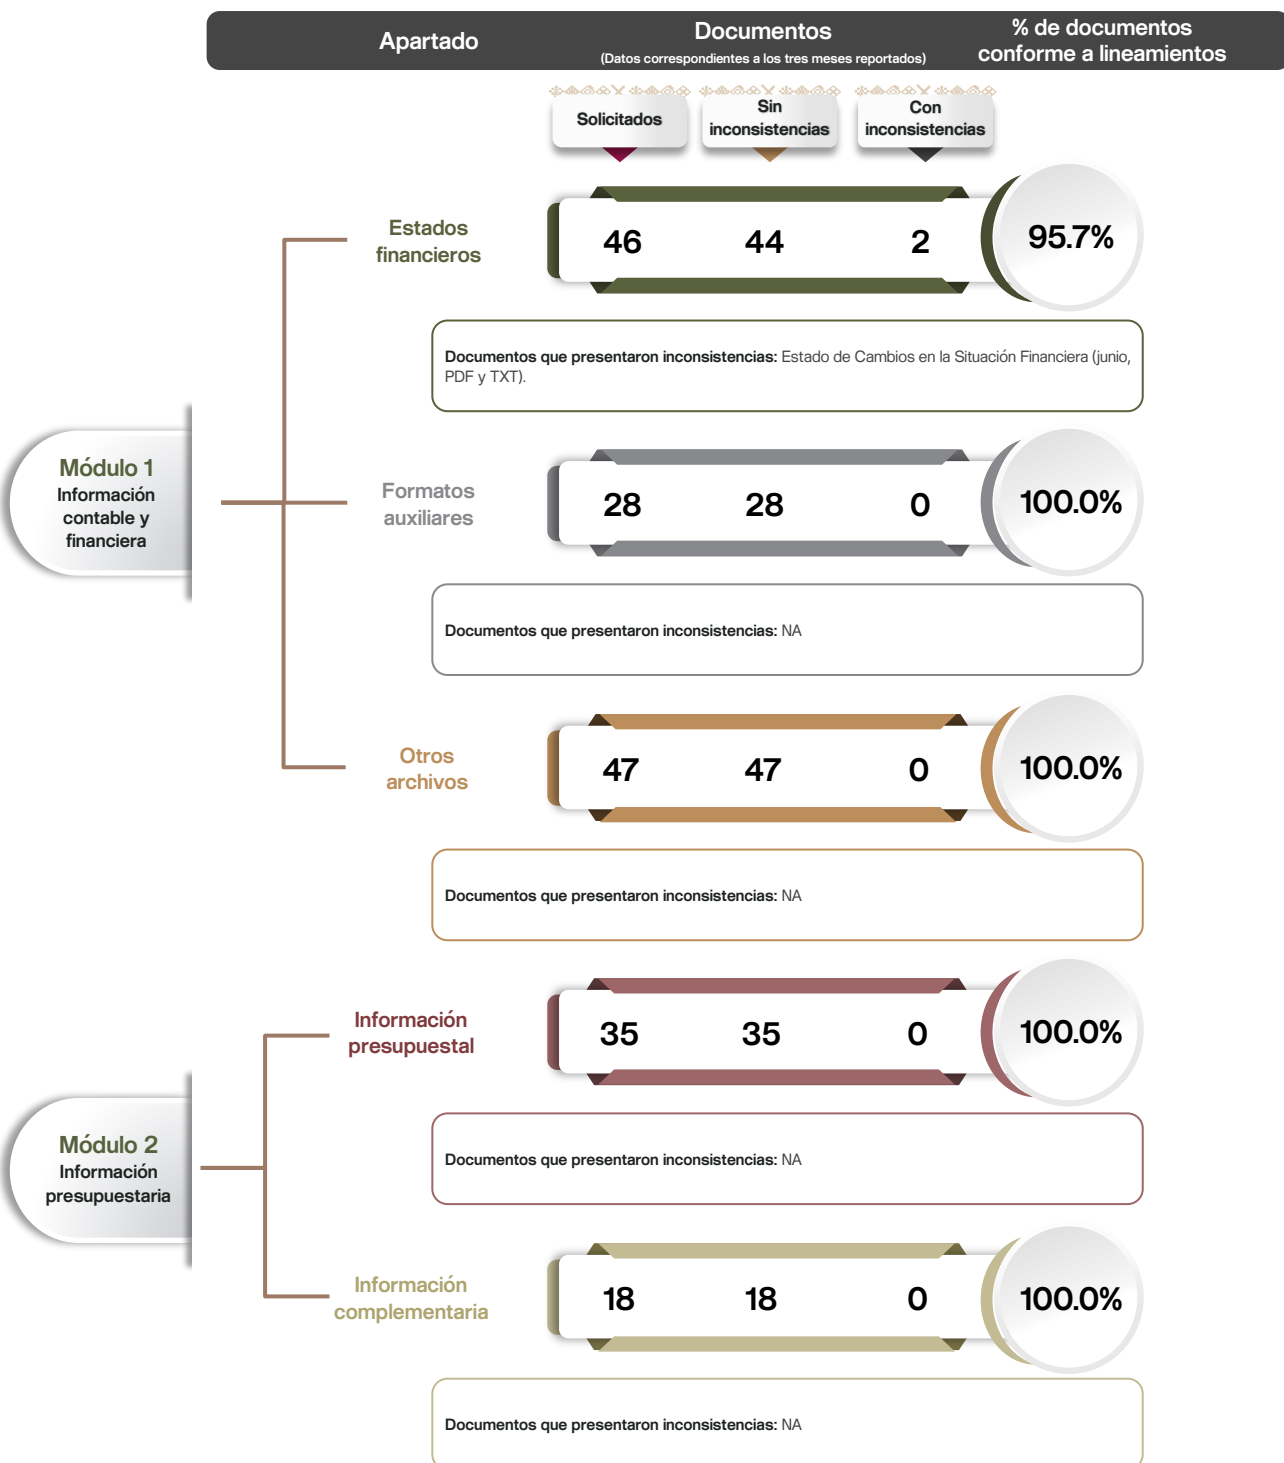 Apartado
Documentos
(Datos correspondientes a los tres meses reportados)
% de documentos
conforme a lineamientos
Solicitados
Sin
inconsistencias
Con
inconsistencias
Módulo 1
Información
contable y
financiera
Estados
financieros
46 44 2 95.7%
Documentos que presentaron inconsistencias: Estado de Cambios en la Situación Financiera (junio,
PDF y TXT).
Formatos
auxiliares
28 28 0 100.0%
Documentos que presentaron inconsistencias: NA
Otros
archivos
47 47 0 100.0%
Documentos que presentaron inconsistencias: NA
Módulo 2
Información
presupuestaria
Información
presupuestal
35 35 0 100.0%
Documentos que presentaron inconsistencias: NA
Información
complementaria
18 18 0 100.0%
Documentos que presentaron inconsistencias: NA